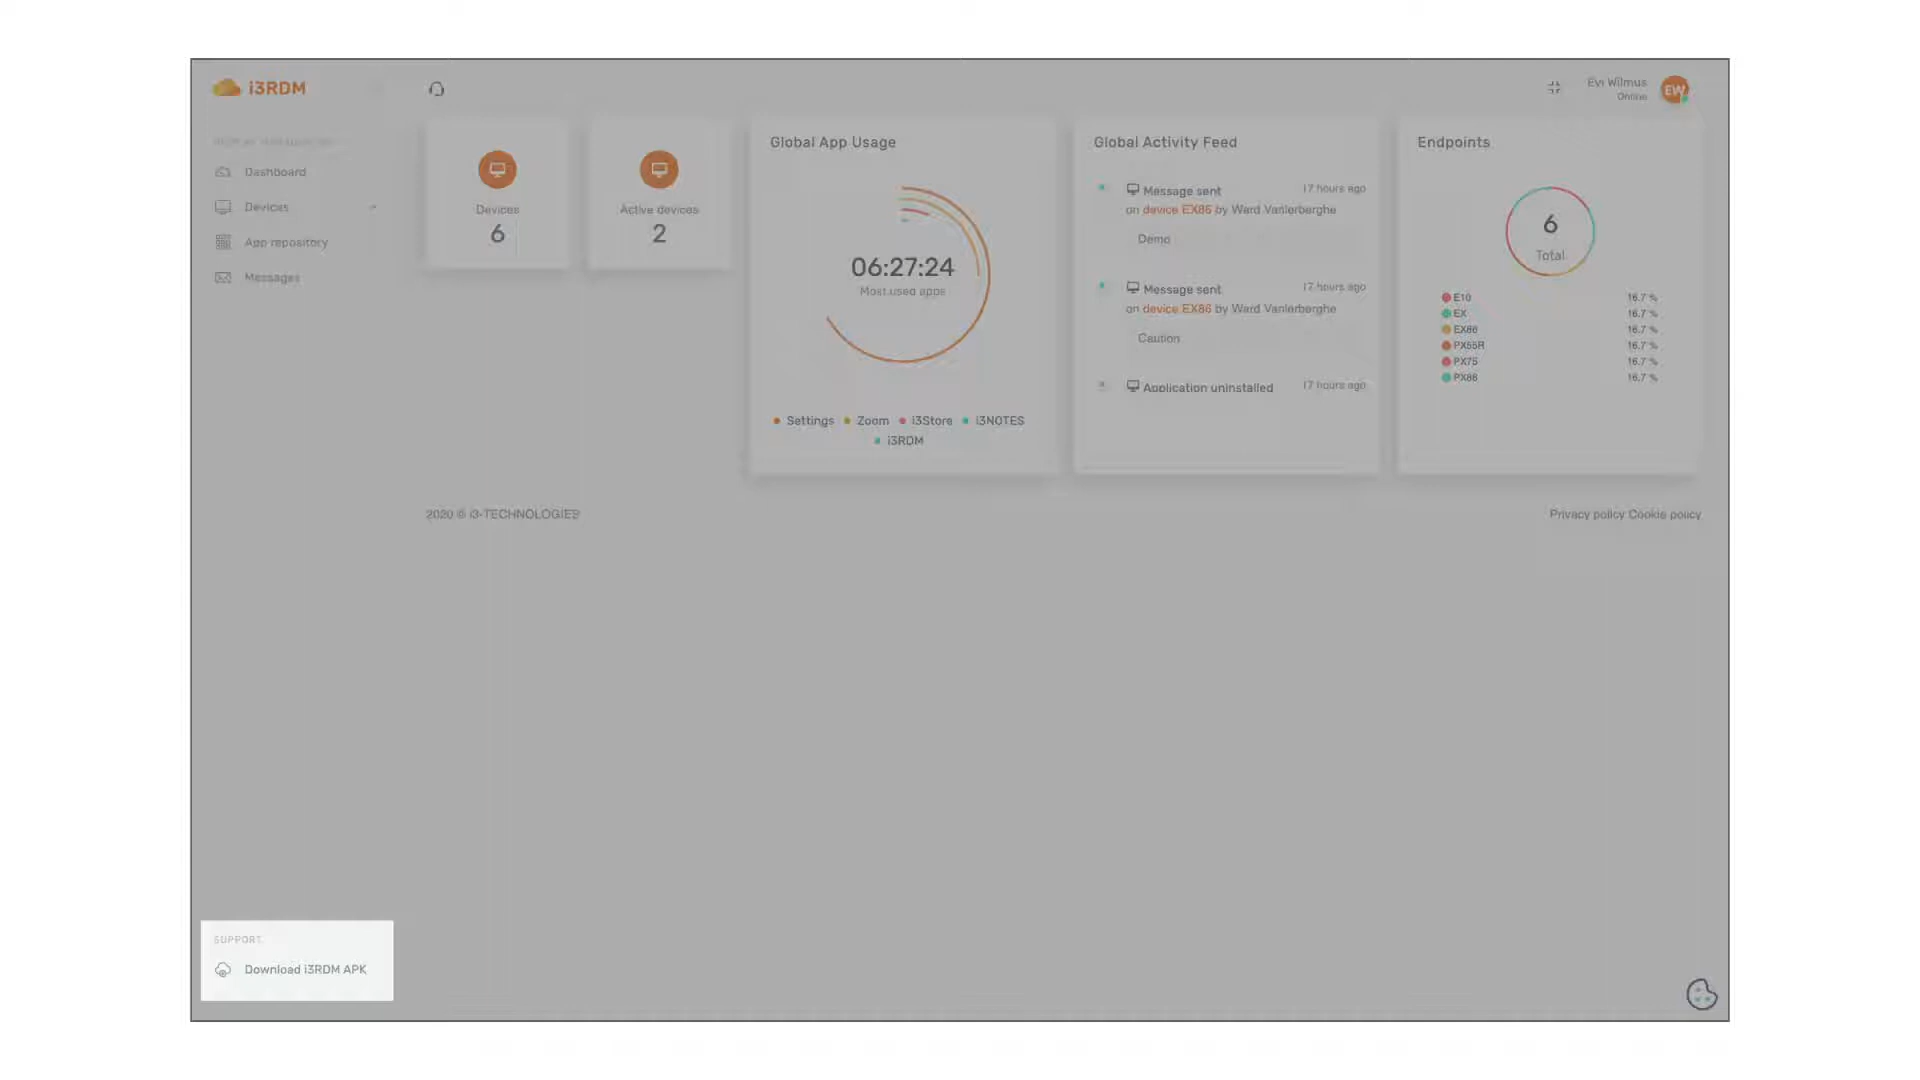 i3RDM
Eyi Wilmus
Online
EW
Dashboard
Devices
App repository
Messages
Devices
6
Active devices
2
Global App Usage
06:27:24
Most used apps
Settings Zoom i3Store i3NOTES
i3RDM
Global Activity Feed
Message sent 17 hours ago
on device EX86 by Ward Vanlerberghe
Demo
Message sent 17 hours ago
on device EX86 by Ward Vanlerberghe
Caution
Application uninstalled 17 hours ago
Endpoints
6
Total
E10 16.7 %
EX 16.7 %
EX86 16.7 %
PX55R 16.7 %
PX75 16.7 %
PX86 16.7 %
2020 © i3-TECHNOLOGIES
Privacy policy Cookie policy
SUPPORT
Download i3RDM APK